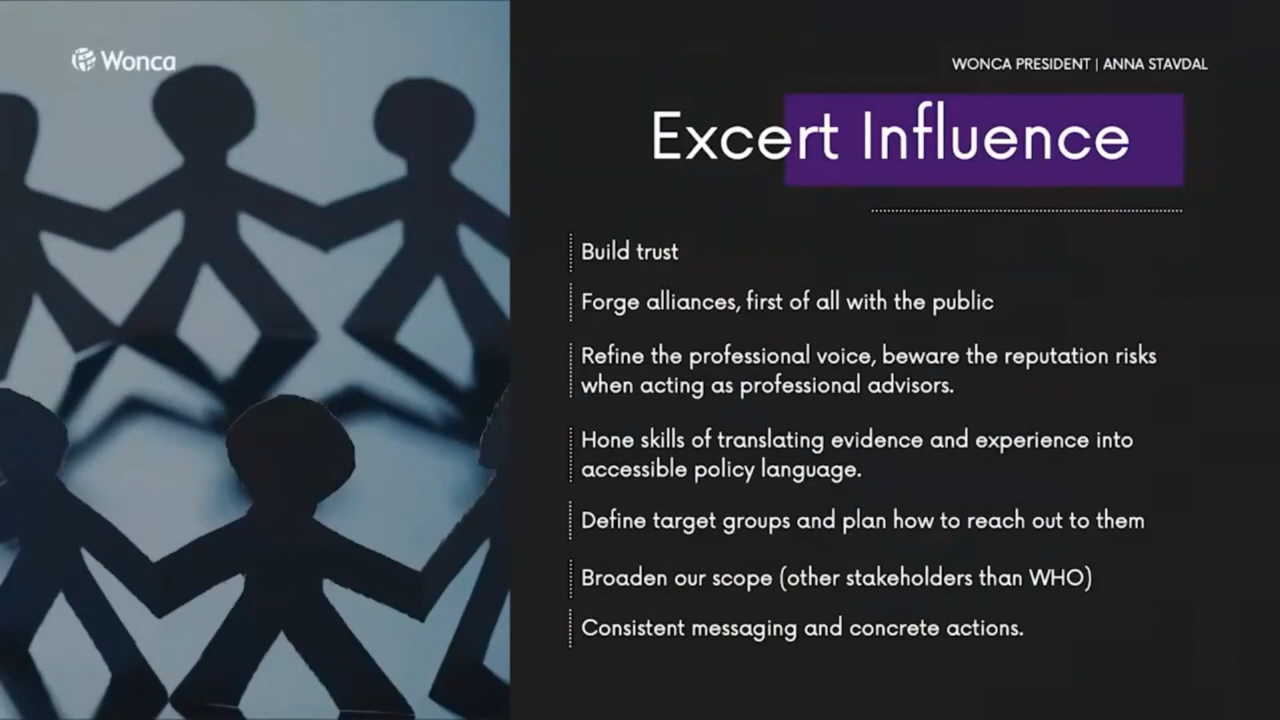 Wonca
WONCA PRESIDENT | ANNA STAVDAL
Excert Influence
Build trust
Forge alliances, first of all with the public
Refine the professional voice, beware the reputation risks
when acting as professional advisors.
Hone skills of translating evidence and experience into
accessible policy language.
Define target groups and plan how to reach out to them
Broaden our scope (other stakeholders than WHO)
Consistent messaging and concrete actions.